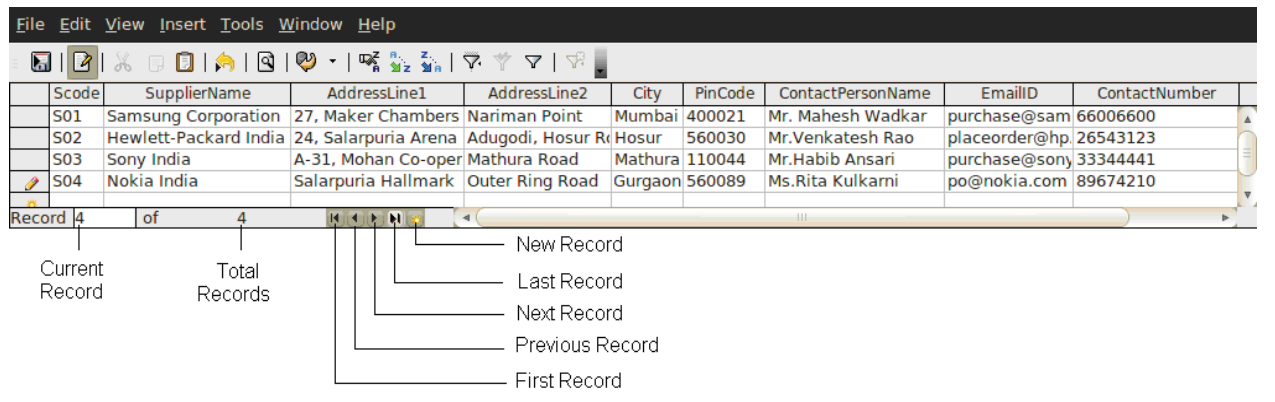 File Edit View Insert Tools Window Help
Scode SupplierName AddressLine1 AddressLine2 City PinCode ContactPersonName EmailID ContactNumber
S01 Samsung Corporation 27, Maker Chambers Nariman Point Mumbai 400021 Mr. Mahesh Wadkar purchase@sam 66006600
S02 Hewlett-Packard India 24, Salarpuria Arena Adugodi, Hosur Ro Hosur 560030 Mr.Venkatesh Rao placeorder@hp. 26543123
S03 Sony India A-31, Mohan Co-oper Mathura Road Mathura 110044 Mr.Habib Ansari purchase@sony 33344441
S04 Nokia India Salarpuria Hallmark Outer Ring Road Gurgaon 560089 Ms.Rita Kulkarni po@nokia.com 89674210
Record 4 of 4
Current Record
Total Records
New Record
Last Record
Next Record
Previous Record
First Record